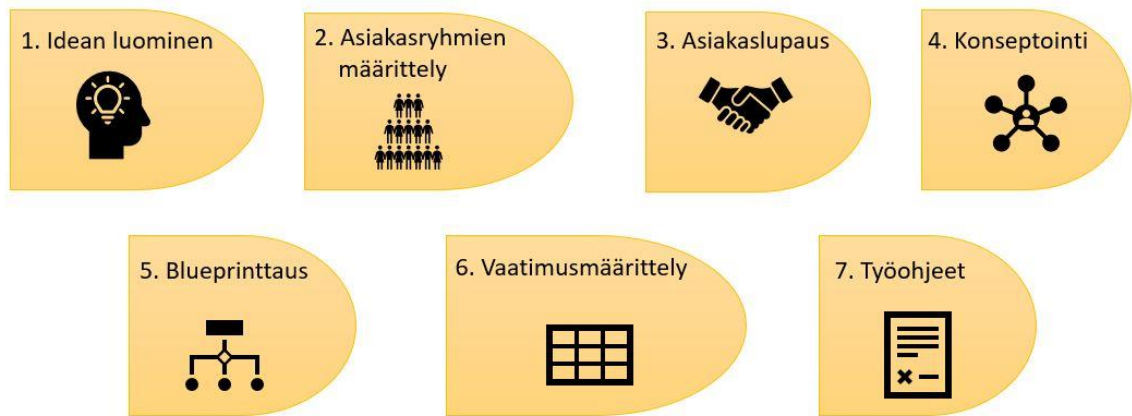 1. Idean luominen
2. Asiakasryhmien
määrittely
3. Asiakaslupaus
4. Konseptointi
5. Blueprinttaus
6. Vaatimusmäärittely
7. Työohjeet